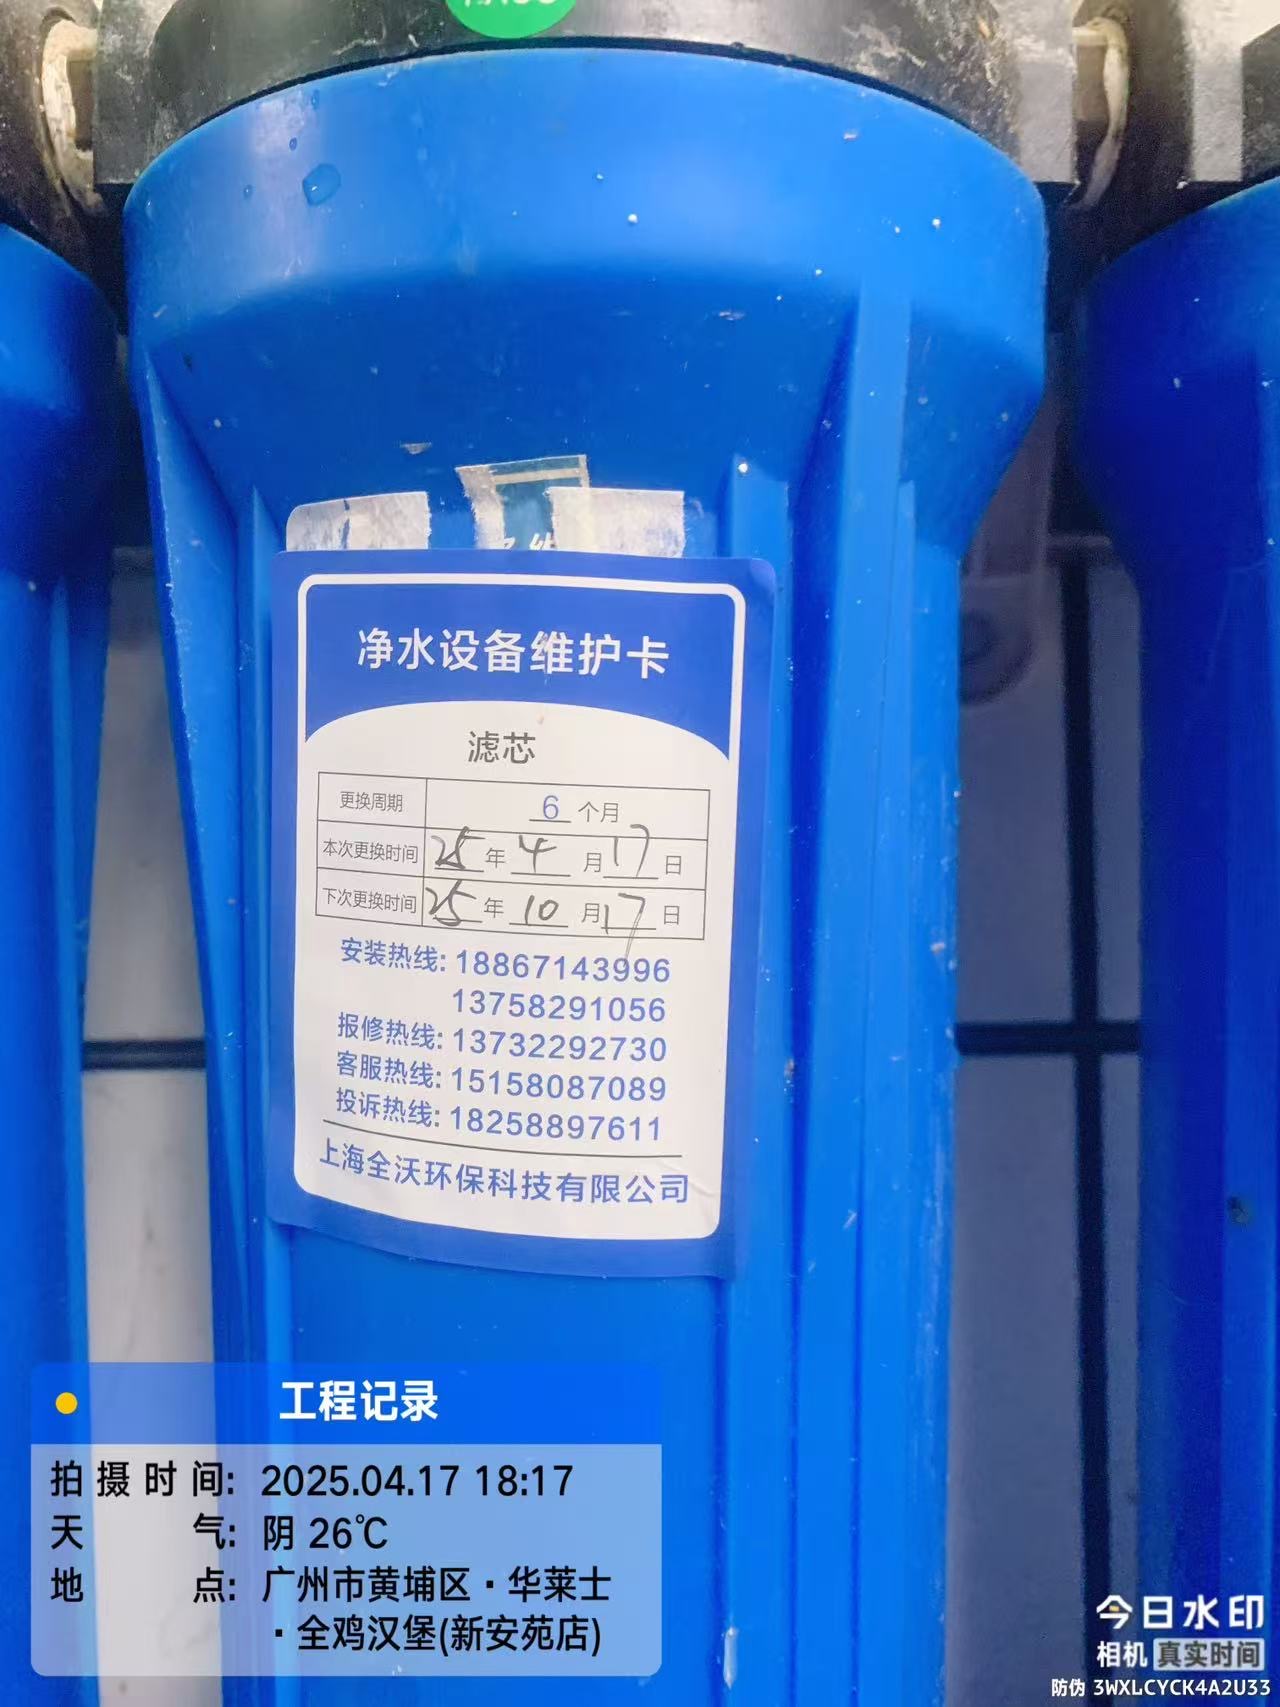 净水设备维护卡
滤芯
更换周期 6 个月
本次更换时间 25 年 4 月 17 日
下次更换时间 25 年 10 月 17 日
安装热线: 18867143996
13758291056
报修热线: 13732292730
客服热线: 15158087089
投诉热线: 18258897611
上海全沃环保科技有限公司
工程记录
拍摄时间: 2025.04.17 18:17
天气: 阴 26℃
地点: 广州市黄埔区·华莱士
·全鸡汉堡(新安苑店)
今日水印
相机 真实时间
防伪 3WXLCYCK4A2U33